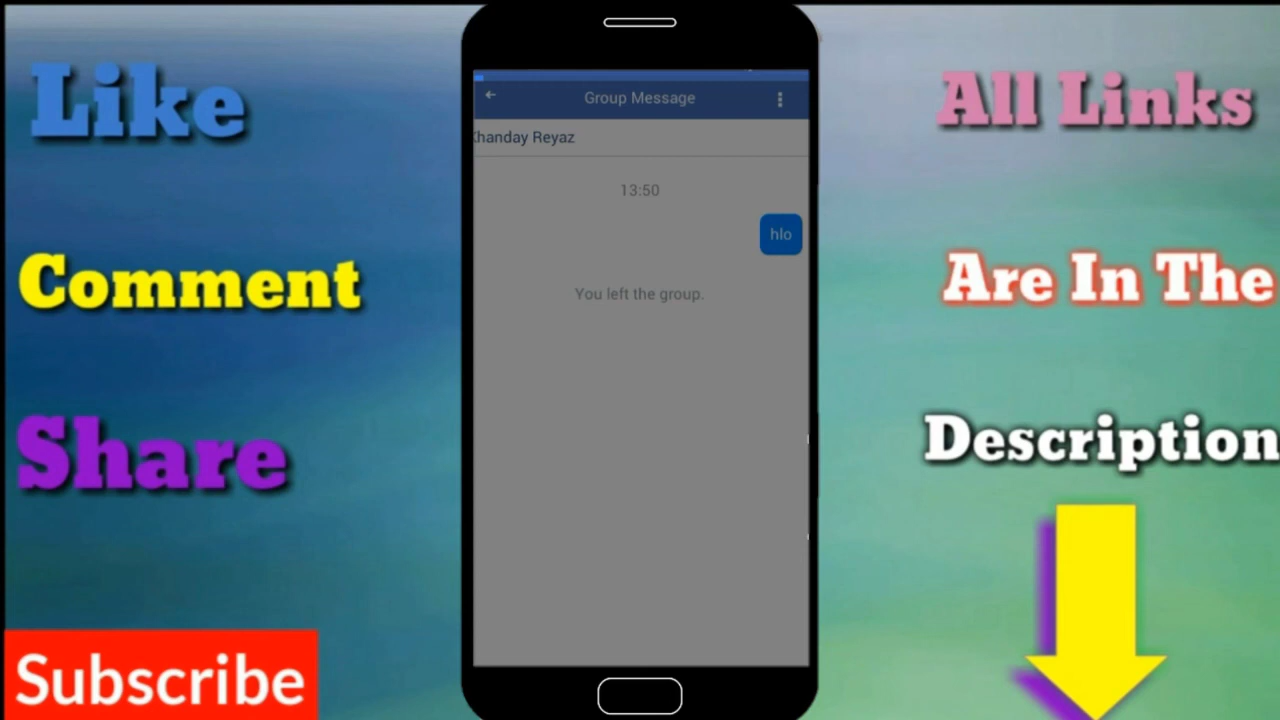 Like
Comment
Share
Subscribe
Group Message
Reyaz
13:50
hlo
You left the group.
All Links
Are In The
Description